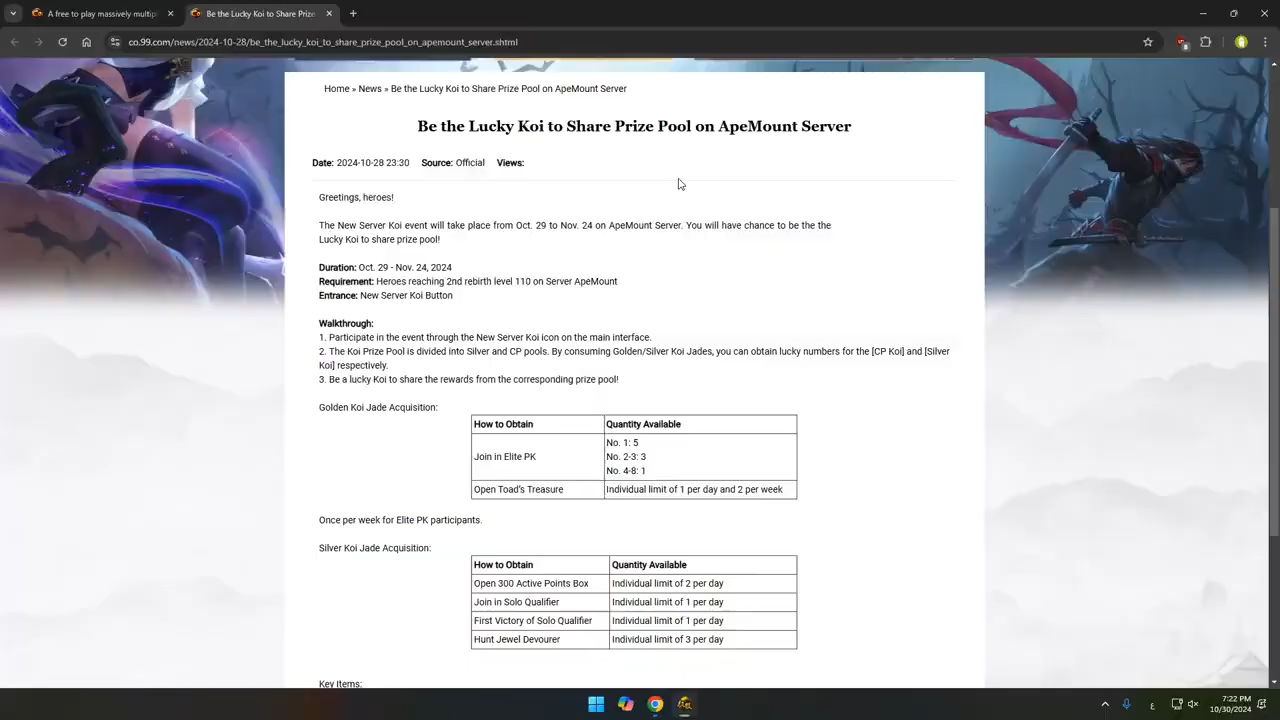 A free to play massively multip
Be the Lucky Koi to Share Prize
co.99.com/news/2024-10-28/be_the_lucky_koi_to_share_prize_pool_on_apemount_server.shtml
Home » News » Be the Lucky Koi to Share Prize Pool on ApeMount Server
Be the Lucky Koi to Share Prize Pool on ApeMount Server
Date: 2024-10-28 23:30 Source: Official Views:
Greetings, heroes!
The New Server Koi event will take place from Oct. 29 to Nov. 24 on ApeMount Server. You will have chance to be the the
Lucky Koi to share prize pool!
Duration: Oct. 29 - Nov. 24, 2024
Requirement: Heroes reaching 2nd rebirth level 110 on Server ApeMount
Entrance: New Server Koi Button
Walkthrough:
1. Participate in the event through the New Server Koi icon on the main interface.
2. The Koi Prize Pool is divided into Silver and CP pools. By consuming Golden/Silver Koi Jades, you can obtain lucky numbers for the [CP Koi] and [Silver
Koi] respectively.
3. Be a lucky Koi to share the rewards from the corresponding prize pool!
Golden Koi Jade Acquisition:
How to Obtain Quantity Available
No. 1: 5
Join in Elite PK No. 2-3: 3
No. 4-8: 1
Open Toad's Treasure Individual limit of 1 per day and 2 per week
Once per week for Elite PK participants.
Silver Koi Jade Acquisition:
How to Obtain Quantity Available
Open 300 Active Points Box Individual limit of 2 per day
Join in Solo Qualifier Individual limit of 1 per day
First Victory of Solo Qualifier Individual limit of 1 per day
Hunt Jewel Devourer Individual limit of 3 per day
Key Items:
7:22 PM
10/30/2024